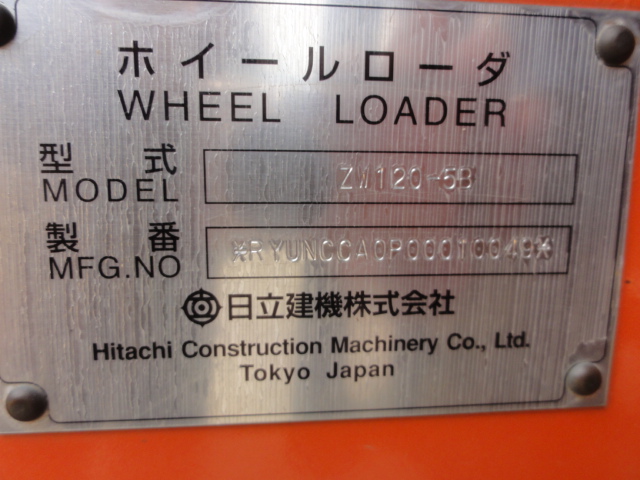 ホイールローダ
WHEEL LOADER
型式 ZW120-5B
MODEL
製番 *RYUNCCA0P00010049*
MFG.NO
日立建機株式会社
Hitachi Construction Machinery Co., Ltd.
Tokyo Japan